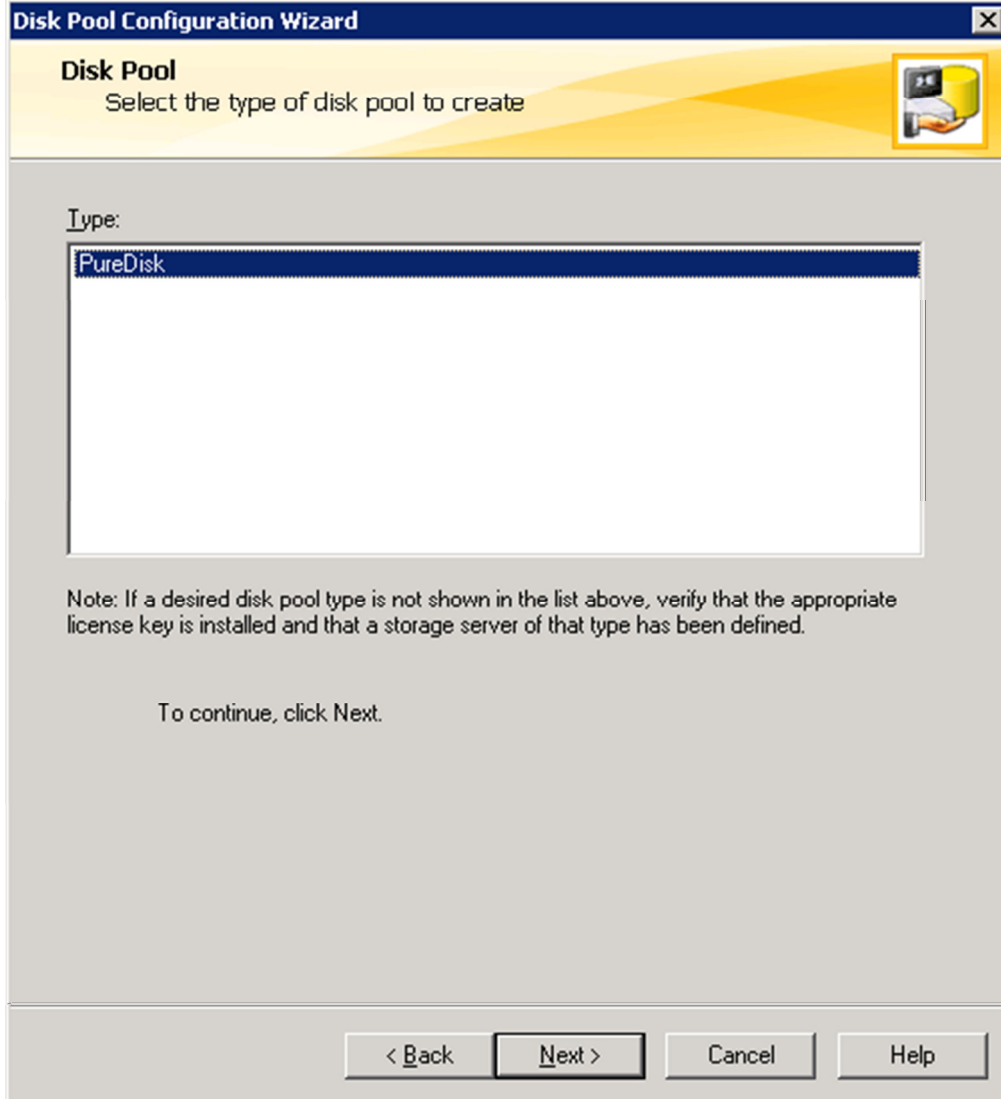 Disk Pool Configuration Wizard
Disk Pool
Select the type of disk pool to create
Type:
PureDisk
Note: If a desired disk pool type is not shown in the list above, verify that the appropriate
license key is installed and that a storage server of that type has been defined.
To continue, click Next.
< Back Next > Cancel Help